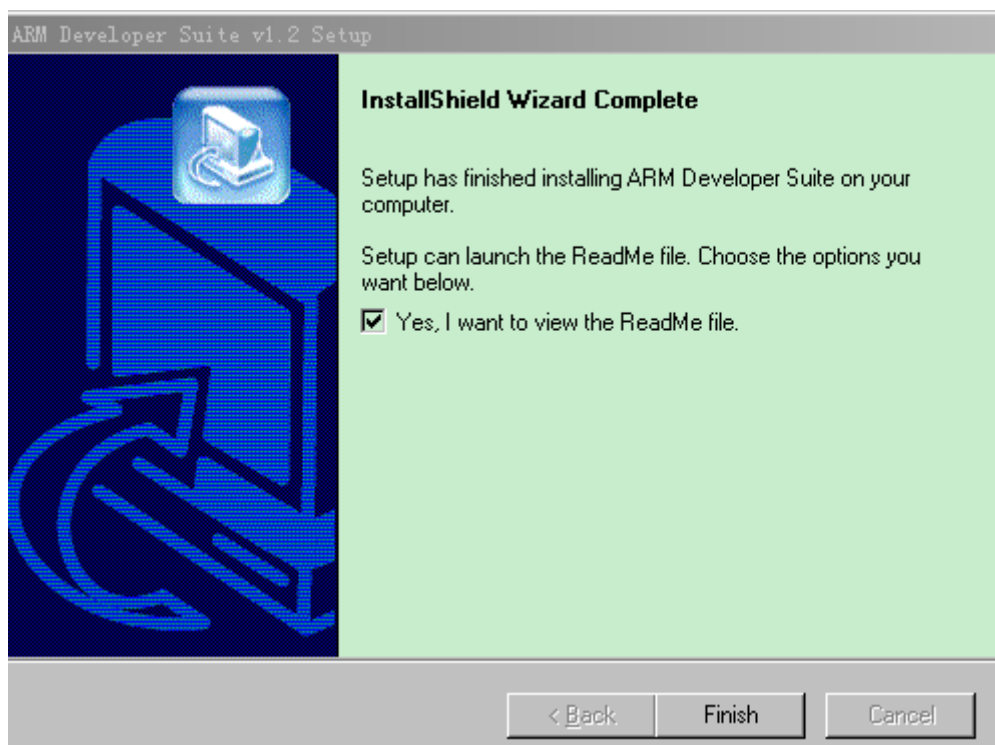 ARM Developer Suite v1.2 Setup
InstallShield Wizard Complete
Setup has finished installing ARM Developer Suite on your
computer.
Setup can launch the ReadMe file. Choose the options you
want below.
Yes, I want to view the ReadMe file.
< Back
Finish
Cancel